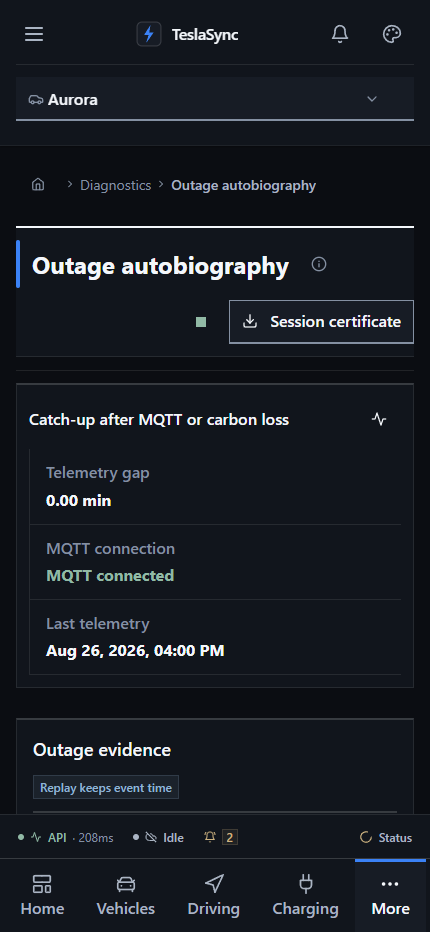 TeslaSync
Aurora
Diagnostics
Outage autobiography
Outage autobiography
Session certificate
Catch-up after MQTT or carbon loss
Telemetry gap
0.00 min
MQTT connection
MQTT connected
Last telemetry
Aug 26, 2026, 04:00 PM
Outage evidence
Replay keeps event time
API · 208ms
Idle
2
Status
Home
Vehicles
Driving
Charging
More